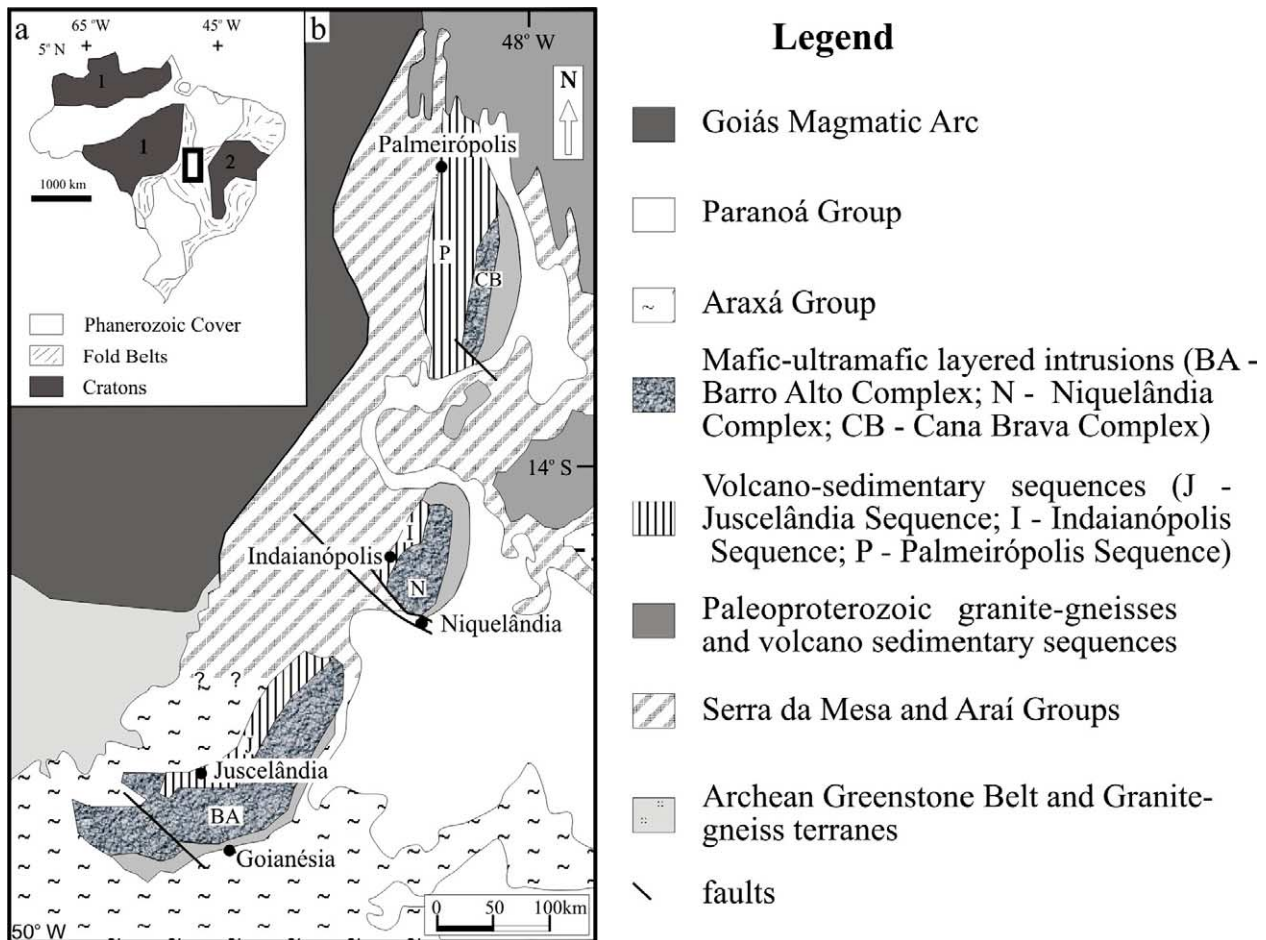 a
65 °W
45 °W
5° N
1
1
2
1000 km
Phanerozoic Cover
Fold Belts
Cratons
b
48° W
N
Palmeirópolis
P
CB
14° S
I
Indaianópolis
N
Niquelândia
? ?
J
Juscelândia
BA
Goianésia
0 50 100km
50° W
Legend
Goiás Magmatic Arc
Paranoá Group
~ Araxá Group
Mafic-ultramafic layered intrusions (BA -
Barro Alto Complex; N - Niquelândia
Complex; CB - Cana Brava Complex)
Volcano-sedimentary sequences (J -
Juscelândia Sequence; I - Indaianópolis
Sequence; P - Palmeirópolis Sequence)
Paleoproterozoic granite-gneisses
and volcano sedimentary sequences
Serra da Mesa and Araí Groups
Archean Greenstone Belt and Granite-
gneiss terranes
faults